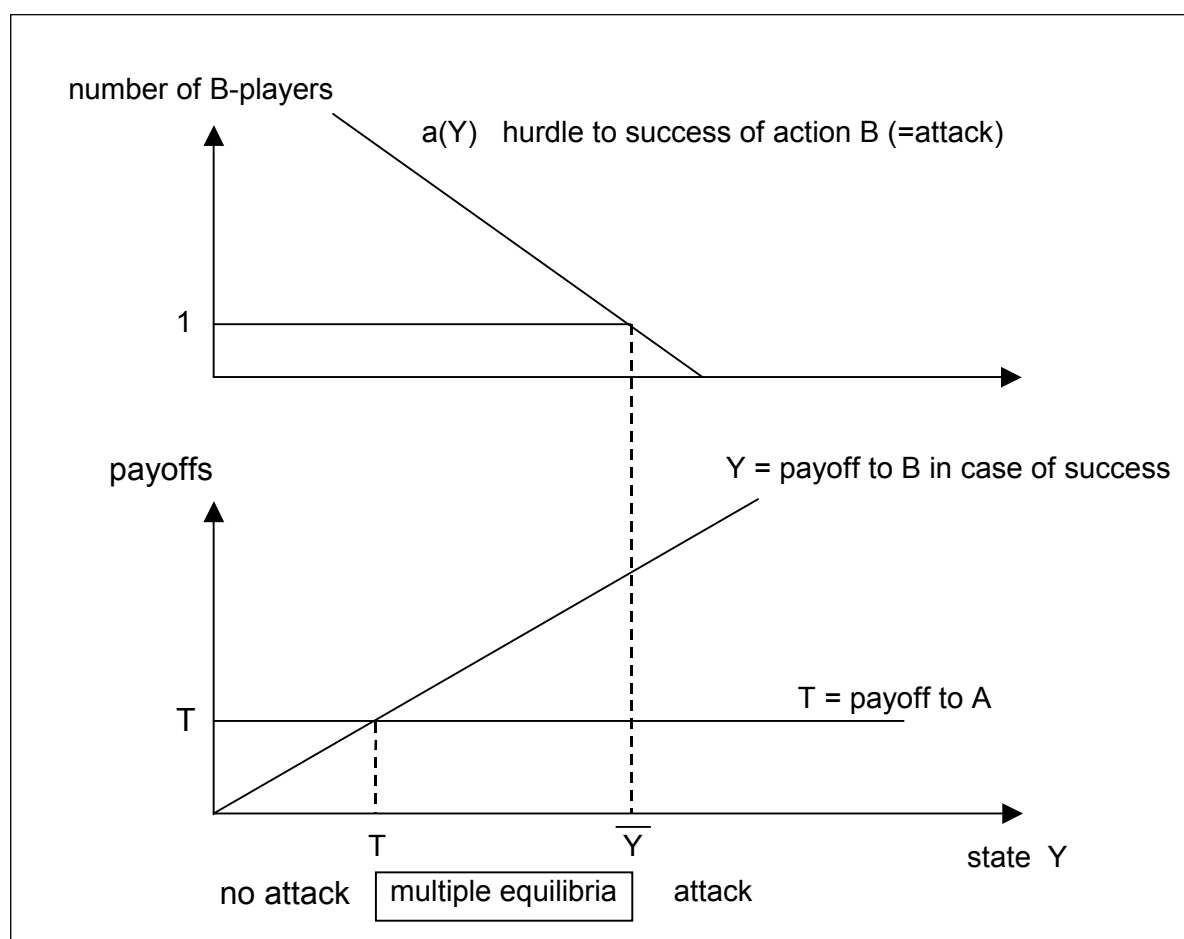 number of B-players
a(Y) hurdle to success of action B (=attack)
1
payoffs
Y = payoff to B in case of success
T = payoff to A
T
T
Y̅
state Y
no attack
multiple equilibria
attack